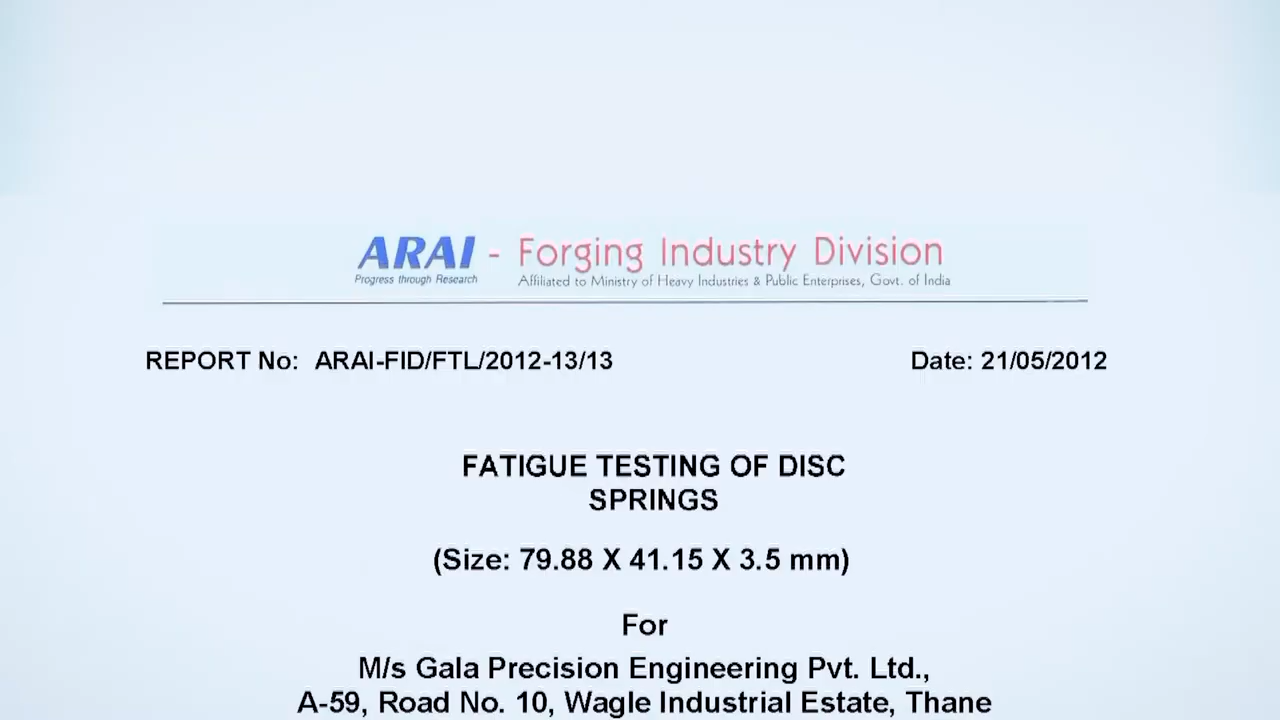 ARAI - Forging Industry Division
Progress through Research Affiliated to Ministry of Heavy Industries & Public Enterprises, Govt. of India
REPORT No: ARAI-FID/FTL/2012-13/13 Date: 21/05/2012
FATIGUE TESTING OF DISC
SPRINGS
(Size: 79.88 X 41.15 X 3.5 mm)
For
M/s Gala Precision Engineering Pvt. Ltd.,
A-59, Road No. 10, Wagle Industrial Estate, Thane